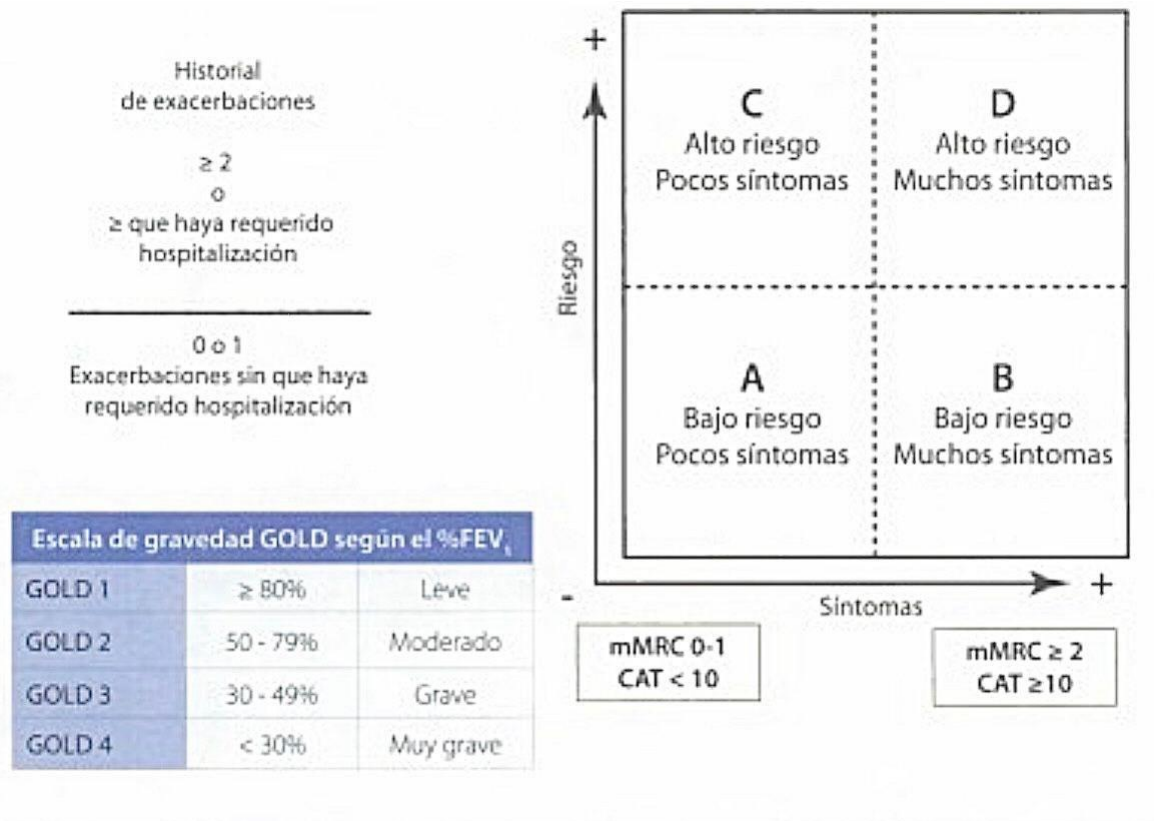 Historial
de exacerbaciones
≥ 2
o
≥ que haya requerido
hospitalización
0 o 1
Exacerbaciones sin que haya
requerido hospitalización
+
Riesgo
C
Alto riesgo
Pocos síntomas
D
Alto riesgo
Muchos síntomas
A
Bajo riesgo
Pocos síntomas
B
Bajo riesgo
Muchos síntomas
-
Síntomas
+
mMRC 0-1
CAT < 10
mMRC ≥ 2
CAT ≥10
Escala de gravedad GOLD según el %FEV₁
GOLD 1 ≥ 80% Leve
GOLD 2 50 - 79% Moderado
GOLD 3 30 - 49% Grave
GOLD 4 < 30% Muy grave